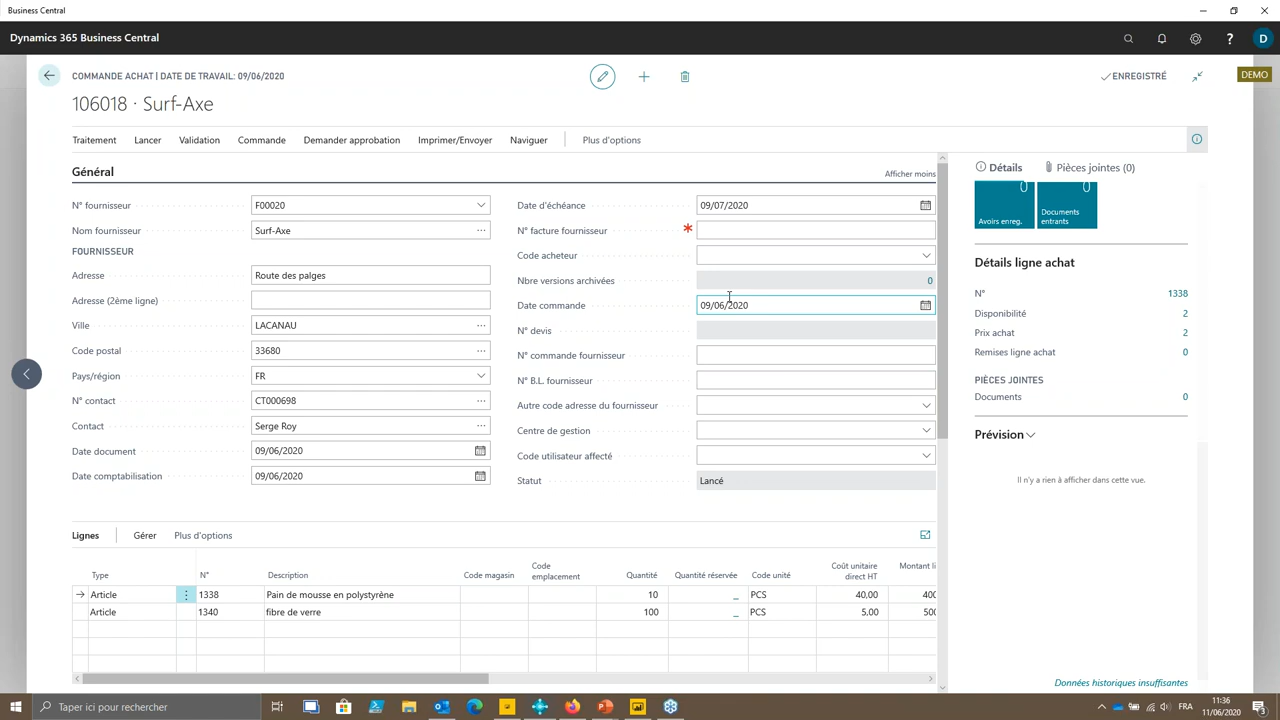 Business Central
Dynamics 365 Business Central
D
COMMANDE ACHAT | DATE DE TRAVAIL: 09/06/2020
ENREGISTRÉ
DEMO
106018 · Surf-Axe
Traitement Lancer Validation Commande Demander approbation Imprimer/Envoyer Naviguer Plus d'options
Général
Afficher moins
N° fournisseur F00020
Nom fournisseur Surf-Axe
FOURNISSEUR
Adresse Route des palges
Adresse (2ème ligne)
Ville LACANAU
Code postal 33680
Pays/région FR
N° contact CT000698
Contact Serge Roy
Date document 09/06/2020
Date comptabilisation 09/06/2020
Date d'échéance 09/07/2020
N° facture fournisseur *
Code acheteur
Nbre versions archivées 0
Date commande 09/06/2020
N° devis
N° commande fournisseur
N° B.L. fournisseur
Autre code adresse du fournisseur
Centre de gestion
Code utilisateur affecté
Statut Lancé
Détails Pièces jointes (0)
0 0
Avoirs enreg. Documents entrants
Détails ligne achat
N° 1338
Disponibilité 2
Prix achat 2
Remises ligne achat 0
PIÈCES JOINTES
Documents 0
Prévision
Il n'y a rien à afficher dans cette vue.
Données historiques insuffisantes
Lignes Gérer Plus d'options
Type N° Description Code magasin Code emplacement Quantité Quantité réservée Code unité Coût unitaire direct HT Montant li
Article 1338 Pain de mousse en polystyrène 10 _ PCS 40,00 400
Article 1340 fibre de verre 100 _ PCS 5,00 500
Taper ici pour rechercher
FRA
11:36
11/06/2020
3